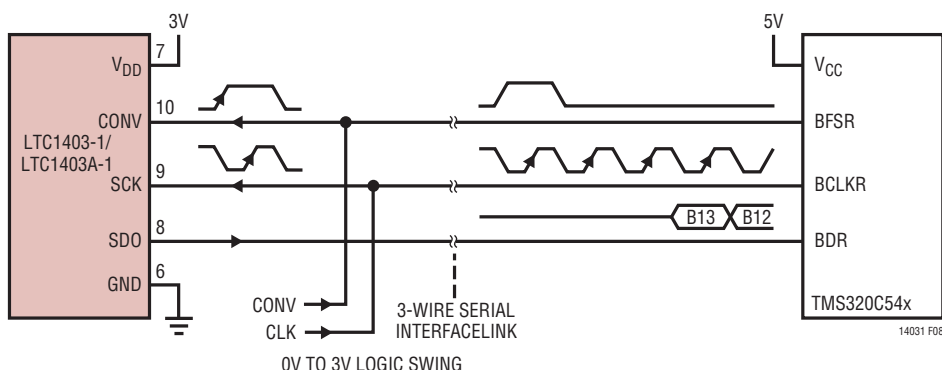 3V
5V
7
V_DD
V_CC
10
CONV
BFSR
LTC1403-1/
LTC1403A-1
9
SCK
BCLKR
B13
B12
8
SDO
BDR
6
GND
CONV
3-WIRE SERIAL
INTERFACELINK
CLK
TMS320C54x
0V TO 3V LOGIC SWING
14031 F08